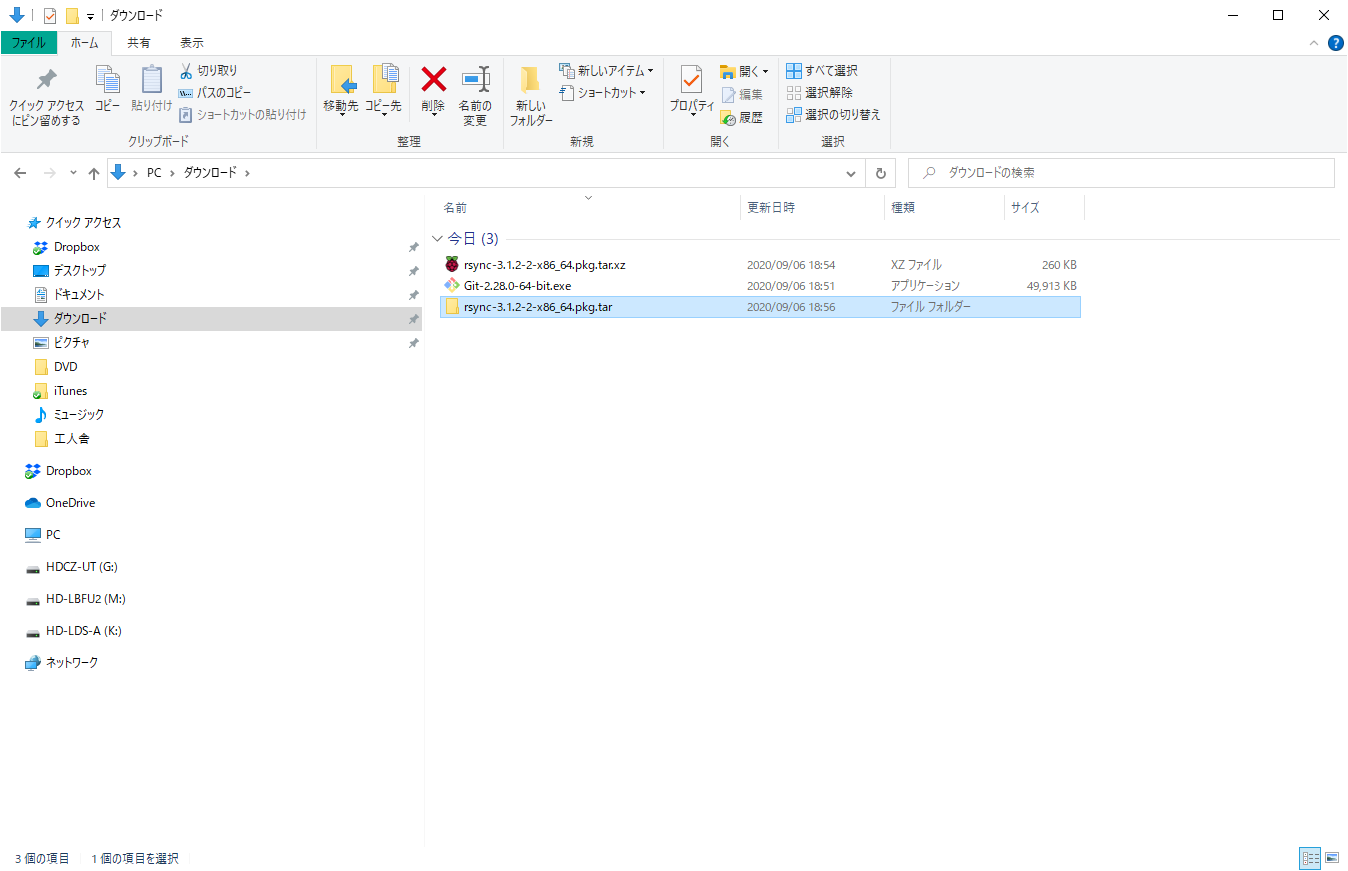 ダウンロード
ファイル ホーム 共有 表示
クイック アクセス
にピン留めする
コピー
貼り付け
切り取り
パスのコピー
ショートカットの貼り付け
クリップボード
移動先
コピー先
削除
名前の
変更
整理
新しい
フォルダー
新しいアイテム
ショートカット
新規
プロパティ
開く
編集
履歴
開く
すべて選択
選択解除
選択の切り替え
選択
PC ダウンロード
ダウンロードの検索
クイック アクセス
Dropbox
デスクトップ
ドキュメント
ダウンロード
ピクチャ
DVD
iTunes
ミュージック
工人舎
Dropbox
OneDrive
PC
HDCZ-UT (G:)
HD-LBFU2 (M:)
HD-LDS-A (K:)
ネットワーク
名前 更新日時 種類 サイズ
今日 (3)
rsync-3.1.2-2-x86_64.pkg.tar.xz 2020/09/06 18:54 XZ ファイル 260 KB
Git-2.28.0-64-bit.exe 2020/09/06 18:51 アプリケーション 49,913 KB
rsync-3.1.2-2-x86_64.pkg.tar 2020/09/06 18:56 ファイル フォルダー
3 個の項目 1 個の項目を選択